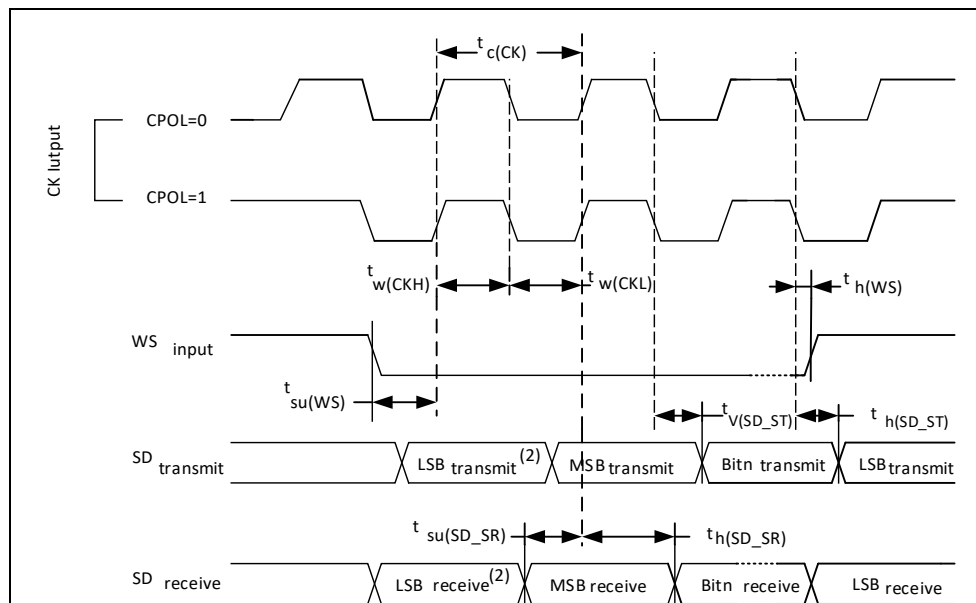 t c(CK)
CK Iutput
CPOL=0
CPOL=1
t w(CKH)
t w(CKL)
t h(WS)
WS input
t su(WS)
t V(SD_ST)
t h(SD_ST)
SD transmit
LSB transmit(2)
MSB transmit
Bitn transmit
LSB transmit
t su(SD_SR)
t h(SD_SR)
SD receive
LSB receive(2)
MSB receive
Bitn receive
LSB receive